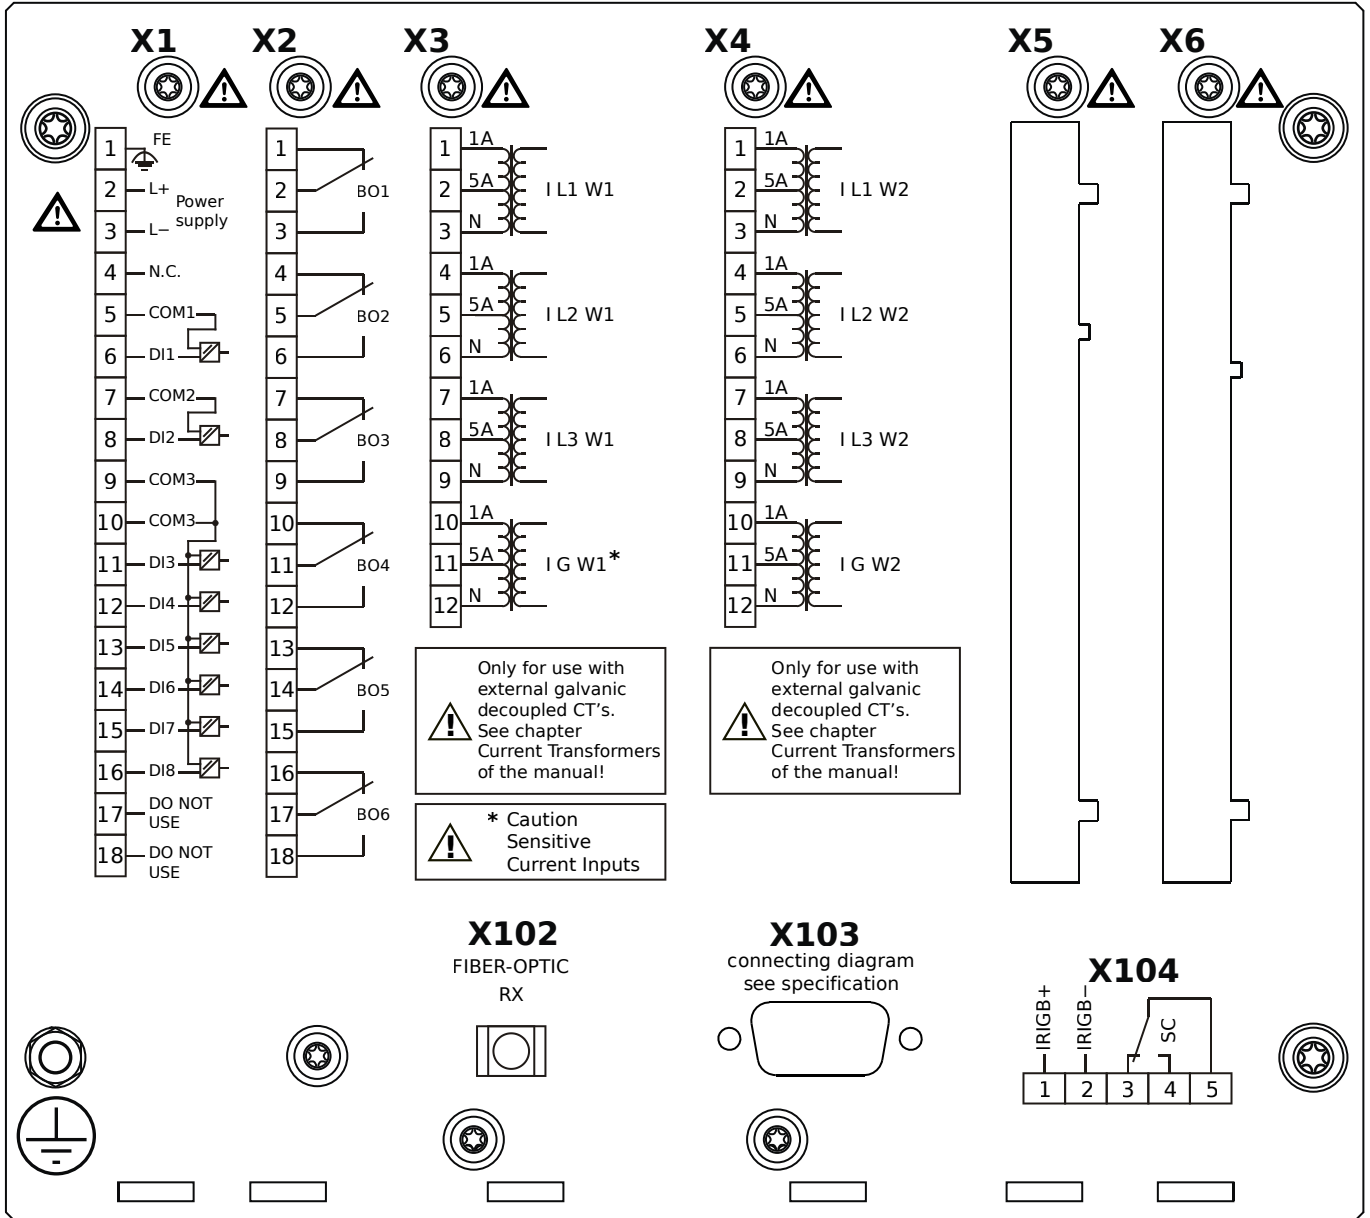 X1
X2
X3
X4
X5
X6
1
FE
2
L+
Power
supply
3
L−
4
N.C.
5
COM1
6
DI1
7
COM2
8
DI2
9
COM3
10
COM3
11
DI3
12
DI4
13
DI5
14
DI6
15
DI7
16
DI8
17
DO NOT
USE
18
DO NOT
USE
1
2
BO1
3
4
5
BO2
6
7
8
BO3
9
10
11
BO4
12
13
14
BO5
15
16
17
BO6
18
1
1A
2
5A
I L1 W1
3
N
4
1A
5
5A
I L2 W1
6
N
7
1A
8
5A
I L3 W1
9
N
10
1A
11
5A
I G W1*
12
N
Only for use with
external galvanic
decoupled CT's.
See chapter
Current Transformers
of the manual!
* Caution
Sensitive
Current Inputs
1
1A
2
5A
I L1 W2
3
N
4
1A
5
5A
I L2 W2
6
N
7
1A
8
5A
I L3 W2
9
N
10
1A
11
5A
I G W2
12
N
Only for use with
external galvanic
decoupled CT's.
See chapter
Current Transformers
of the manual!
X102
FIBER-OPTIC
RX
X103
connecting diagram
see specification
X104
IRIGB+
IRIGB−
SC
1 2 3 4 5